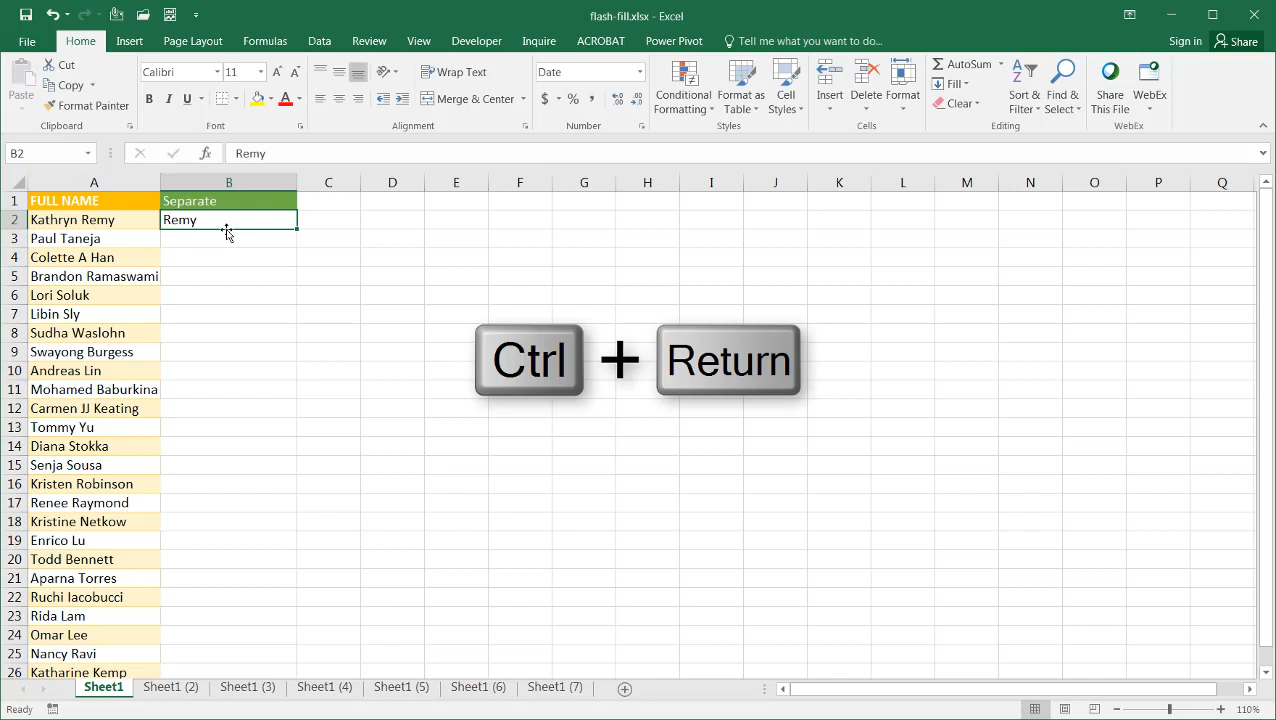 flash-fill.xlsx - Excel
File Home Insert Page Layout Formulas Data Review View Developer Inquire ACROBAT Power Pivot Tell me what you want to do... Sign in Share
Paste Cut Copy Format Painter Clipboard
Calibri 11 B I U A Font
Wrap Text Merge & Center Alignment
Date $ % , Number
Conditional Formatting Format as Table Cell Styles Styles
Insert Delete Format Cells
AutoSum Fill Clear Sort & Filter Find & Select Editing
Share This File WebEx WebEx
B2 fx Remy
A B C D E F G H I J K L M N O P Q
1 FULL NAME Separate
2 Kathryn Remy Remy
3 Paul Taneja
4 Colette A Han
5 Brandon Ramaswami
6 Lori Soluk
7 Libin Sly
8 Sudha Waslohn
9 Swayong Burgess
10 Andreas Lin
11 Mohamed Baburkina
12 Carmen JJ Keating
13 Tommy Yu
14 Diana Stokka
15 Senja Sousa
16 Kristen Robinson
17 Renee Raymond
18 Kristine Netkow
19 Enrico Lu
20 Todd Bennett
21 Aparna Torres
22 Ruchi Iacobucci
23 Rida Lam
24 Omar Lee
25 Nancy Ravi
26 Katharine Kemp
Ctrl + Return
Sheet1 Sheet1 (2) Sheet1 (3) Sheet1 (4) Sheet1 (5) Sheet1 (6) Sheet1 (7)
Ready 110%